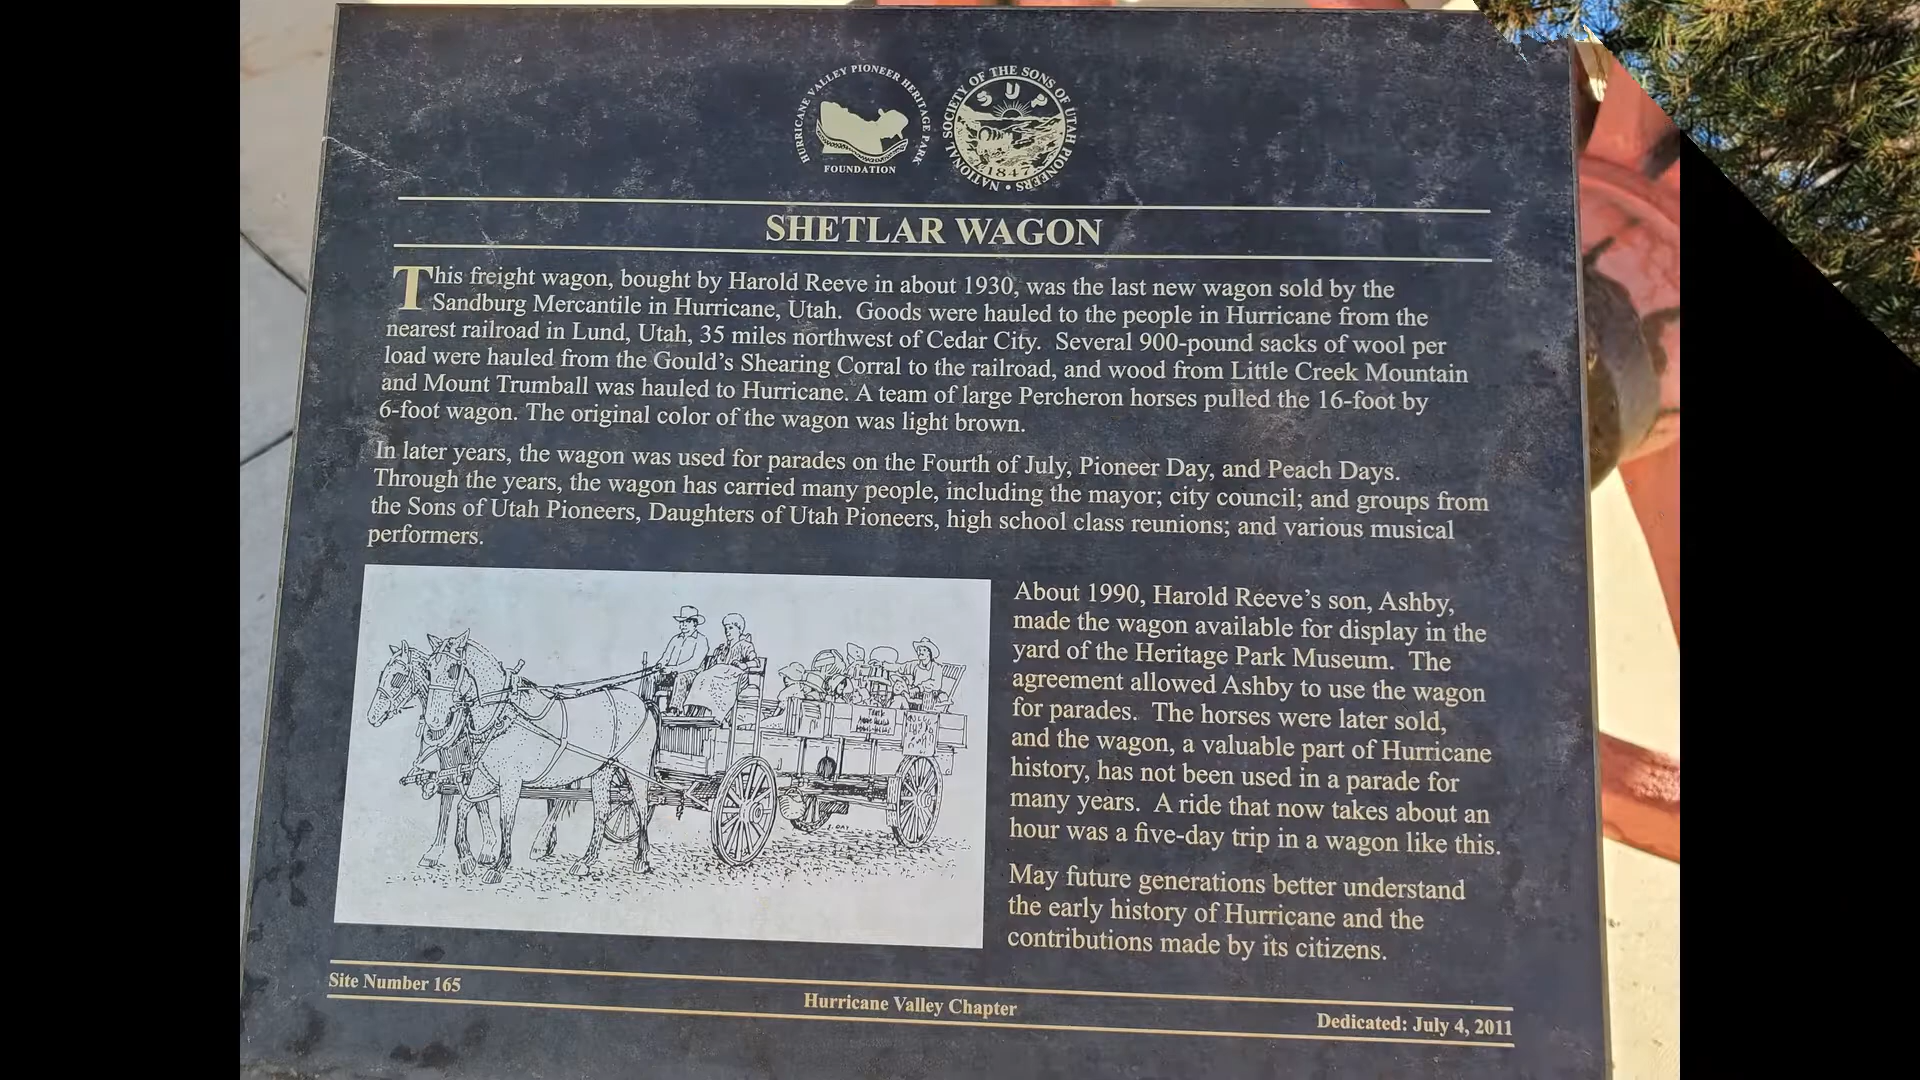 HURRICANE VALLEY PIONEER HERITAGE PARK
FOUNDATION
NATIONAL SOCIETY OF THE SONS OF UTAH PIONEERS
SUP
1847
SHETLAR WAGON
This freight wagon, bought by Harold Reeve in about 1930, was the last new wagon sold by the
Sandburg Mercantile in Hurricane, Utah. Goods were hauled to the people in Hurricane from the
nearest railroad in Lund, Utah, 35 miles northwest of Cedar City. Several 900-pound sacks of wool per
load were hauled from the Gould’s Shearing Corral to the railroad, and wood from Little Creek Mountain
and Mount Trumball was hauled to Hurricane. A team of large Percheron horses pulled the 16-foot by
6-foot wagon. The original color of the wagon was light brown.
In later years, the wagon was used for parades on the Fourth of July, Pioneer Day, and Peach Days.
Through the years, the wagon has carried many people, including the mayor; city council; and groups from
the Sons of Utah Pioneers, Daughters of Utah Pioneers, high school class reunions; and various musical
performers.
About 1990, Harold Reeve’s son, Ashby,
made the wagon available for display in the
yard of the Heritage Park Museum. The
agreement allowed Ashby to use the wagon
for parades. The horses were later sold,
and the wagon, a valuable part of Hurricane
history, has not been used in a parade for
many years. A ride that now takes about an
hour was a five-day trip in a wagon like this.
May future generations better understand
the early history of Hurricane and the
contributions made by its citizens.
Site Number 165
Hurricane Valley Chapter
Dedicated: July 4, 2011